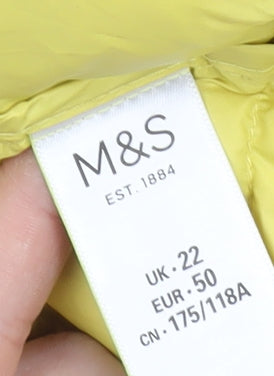 M&S
EST. 1884
UK · 22
EUR · 50
CN · 175/118A